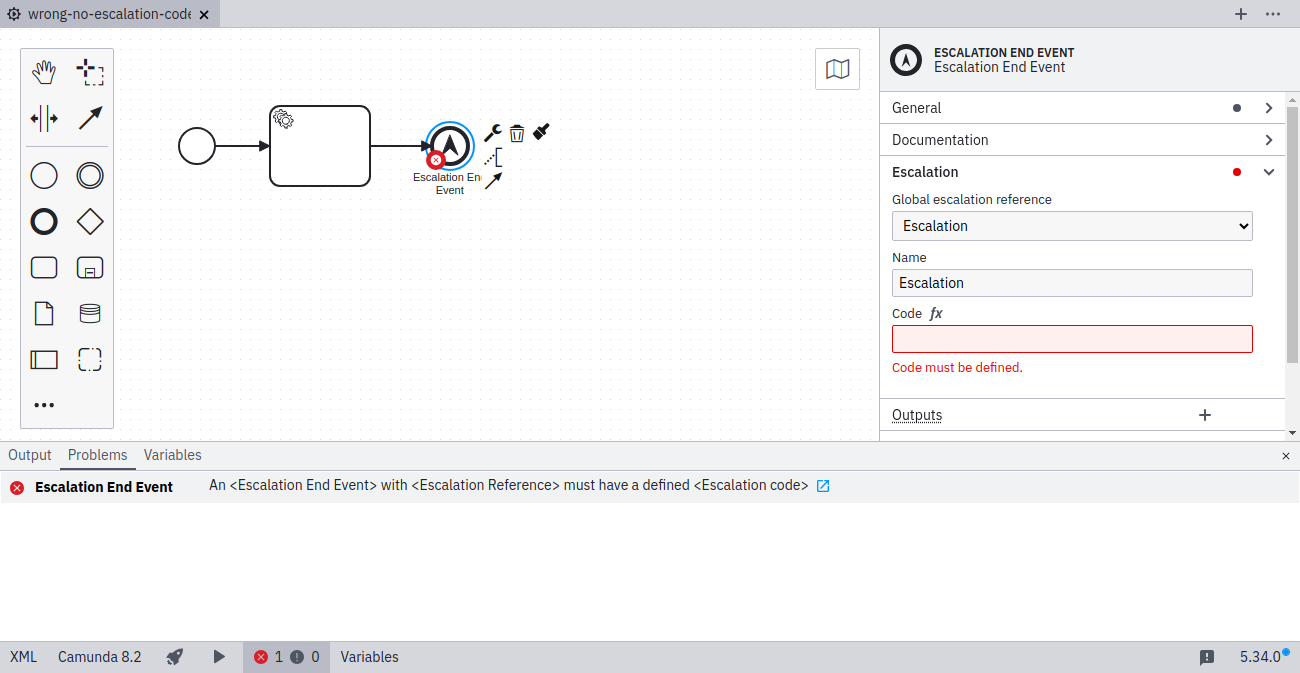 wrong-no-escalation-code
ESCALATION END EVENT
Escalation End Event
General
Documentation
Escalation
Global escalation reference
Escalation
Name
Escalation
Code fx
Code must be defined.
Outputs
Escalation End
Event
Output Problems Variables
Escalation End Event An <Escalation End Event> with <Escalation Reference> must have a defined <Escalation code>
XML Camunda 8.2 1 0 Variables 5.34.0